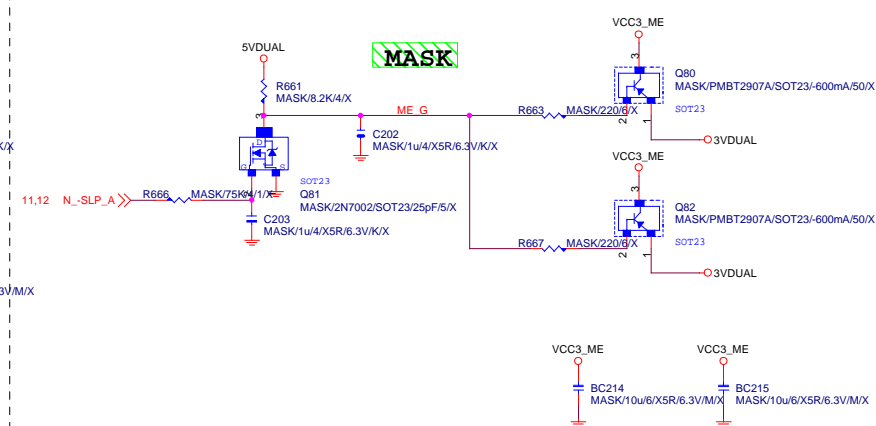 5VDUAL
R661
MASK/8.2K/4/X
MASK
3
D
G
S
SOT23
Q81
MASK/2N7002/SOT23/25pF/5/X
ME_G
C202
MASK/1u/4/X5R/6.3V/K/X
11,12 N_-SLP_A
R666
MASK/75K/4/1/X
C203
MASK/1u/4/X5R/6.3V/K/X
R663
MASK/220/6/X
VCC3_ME
3
Q80
MASK/PMBT2907A/SOT23/-600mA/50/X
SOT23
2
1
3VDUAL
VCC3_ME
3
Q82
MASK/PMBT2907A/SOT23/-600mA/50/X
SOT23
R667
MASK/220/6/X
2
1
3VDUAL
K/X
3V/M/X
VCC3_ME
BC214
MASK/10u/6/X5R/6.3V/M/X
VCC3_ME
BC215
MASK/10u/6/X5R/6.3V/M/X